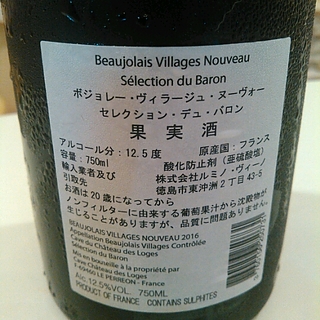 Beaujolais Villages Nouveau
Sélection du Baron
ボジョレー・ヴィラージュ・ヌーヴォー
セレクション・デュ・バロン
果実酒
アルコール分：12.5度 原産国：フランス
容量：750ml 酸化防止剤（亜硫酸塩）
輸入業者及び 株式会社ルミノ・ヴィーノ
引取先 徳島市東沖洲2丁目43-5
お酒は20歳になってから
ノンフィルターに由来する葡萄果汁から沈殿物が
生じることがありますが、品質に問題ありません。
BEAUJOLAIS VILLAGES NOUVEAU 2016
Appellation Beaujolais Villages Contrôlée
Cave du Château des Loges
Sélection du Baron
Mis en bouteille à la propriété par
Cave Château des Loges
F-69460 LE PERREON - France
Alc.12.5%VOL. 750ML
PRODUCT OF FRANCE CONTAINS SULPHITES